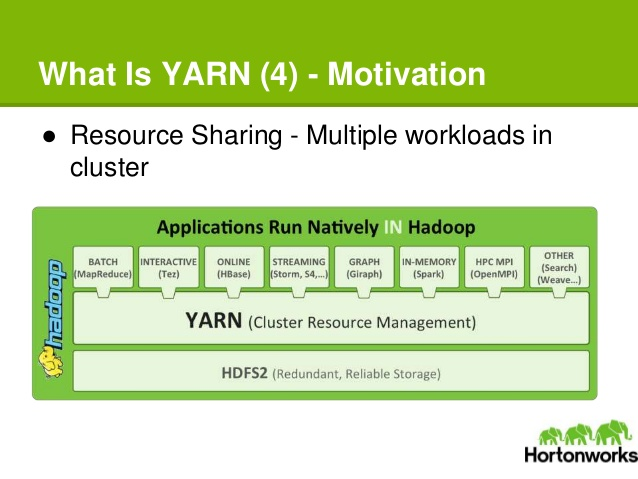 What Is YARN (4) - Motivation
● Resource Sharing - Multiple workloads in
cluster
Applications Run Natively IN Hadoop
BATCH
(MapReduce)
INTERACTIVE
(Tez)
ONLINE
(HBase)
STREAMING
(Storm, S4,...)
GRAPH
(Giraph)
IN-MEMORY
(Spark)
HPC MPI
(OpenMPI)
OTHER
(Search)
(Weave...)
hadoop
YARN (Cluster Resource Management)
HDFS2 (Redundant, Reliable Storage)
Hortonworks